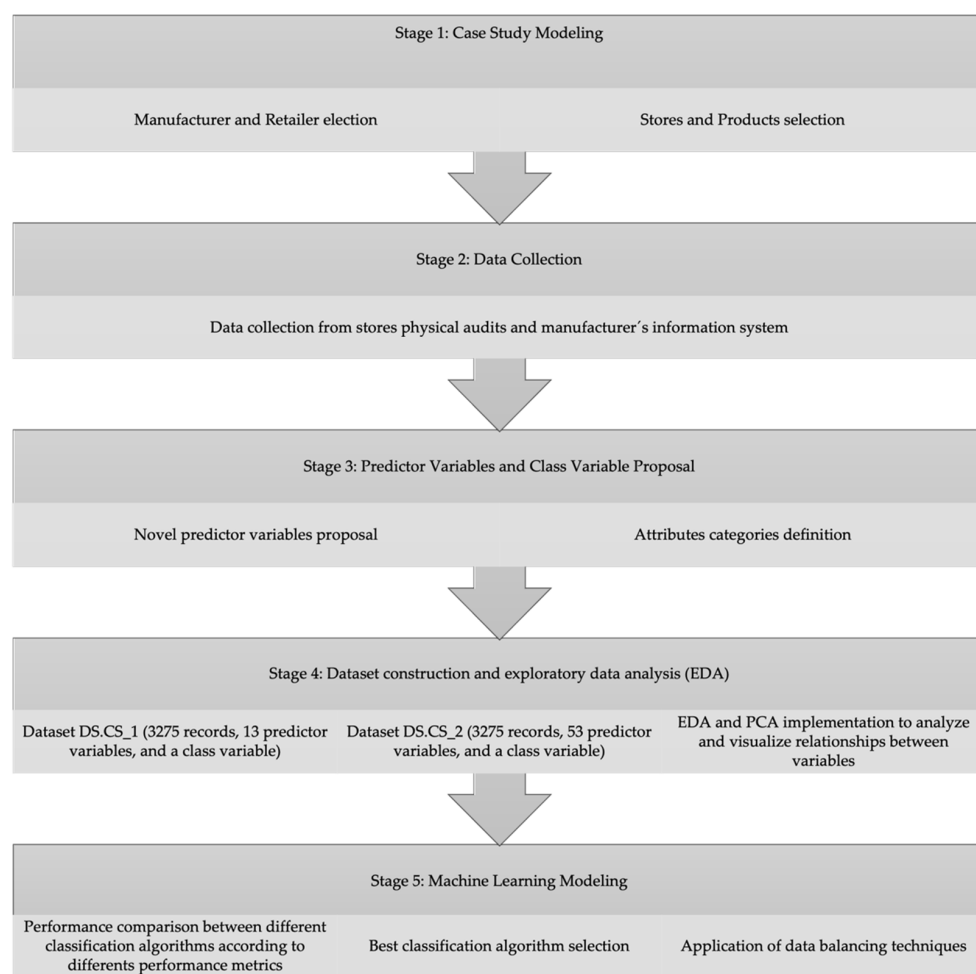 Stage 1: Case Study Modeling
Manufacturer and Retailer election
Stores and Products selection
Stage 2: Data Collection
Data collection from stores physical audits and manufacturer´s information system
Stage 3: Predictor Variables and Class Variable Proposal
Novel predictor variables proposal
Attributes categories definition
Stage 4: Dataset construction and exploratory data analysis (EDA)
Dataset DS.CS_1 (3275 records, 13 predictor
variables, and a class variable)
Dataset DS.CS_2 (3275 records, 53 predictor
variables, and a class variable)
EDA and PCA implementation to analyze
and visualize relationships between
variables
Stage 5: Machine Learning Modeling
Performance comparison between different
classification algorithms according to
differents performance metrics
Best classification algorithm selection
Application of data balancing techniques